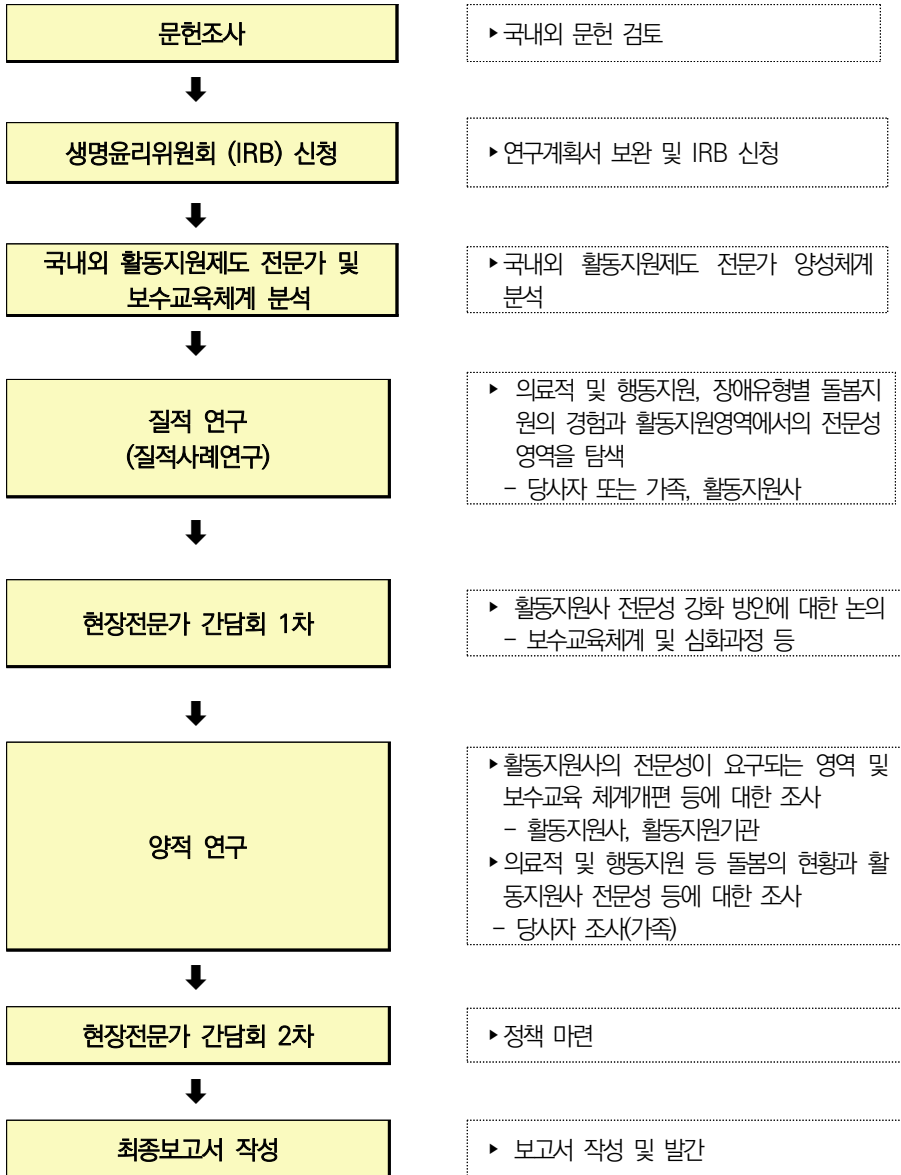 문헌조사
▶국내외 문헌 검토
생명윤리위원회 (IRB) 신청
▶연구계획서 보완 및 IRB 신청
국내외 활동지원제도 전문가 및
보수교육체계 분석
▶국내외 활동지원제도 전문가 양성체계
분석
질적 연구
(질적사례연구)
▶ 의료적 및 행동지원, 장애유형별 돌봄지
원의 경험과 활동지원영역에서의 전문성
영역을 탐색
- 당사자 또는 가족, 활동지원사
현장전문가 간담회 1차
▶ 활동지원사 전문성 강화 방안에 대한 논의
- 보수교육체계 및 심화과정 등
양적 연구
▶활동지원사의 전문성이 요구되는 영역 및
보수교육 체계개편 등에 대한 조사
- 활동지원사, 활동지원기관
▶의료적 및 행동지원 등 돌봄의 현황과 활
동지원사 전문성 등에 대한 조사
- 당사자 조사(가족)
현장전문가 간담회 2차
▶정책 마련
최종보고서 작성
▶ 보고서 작성 및 발간